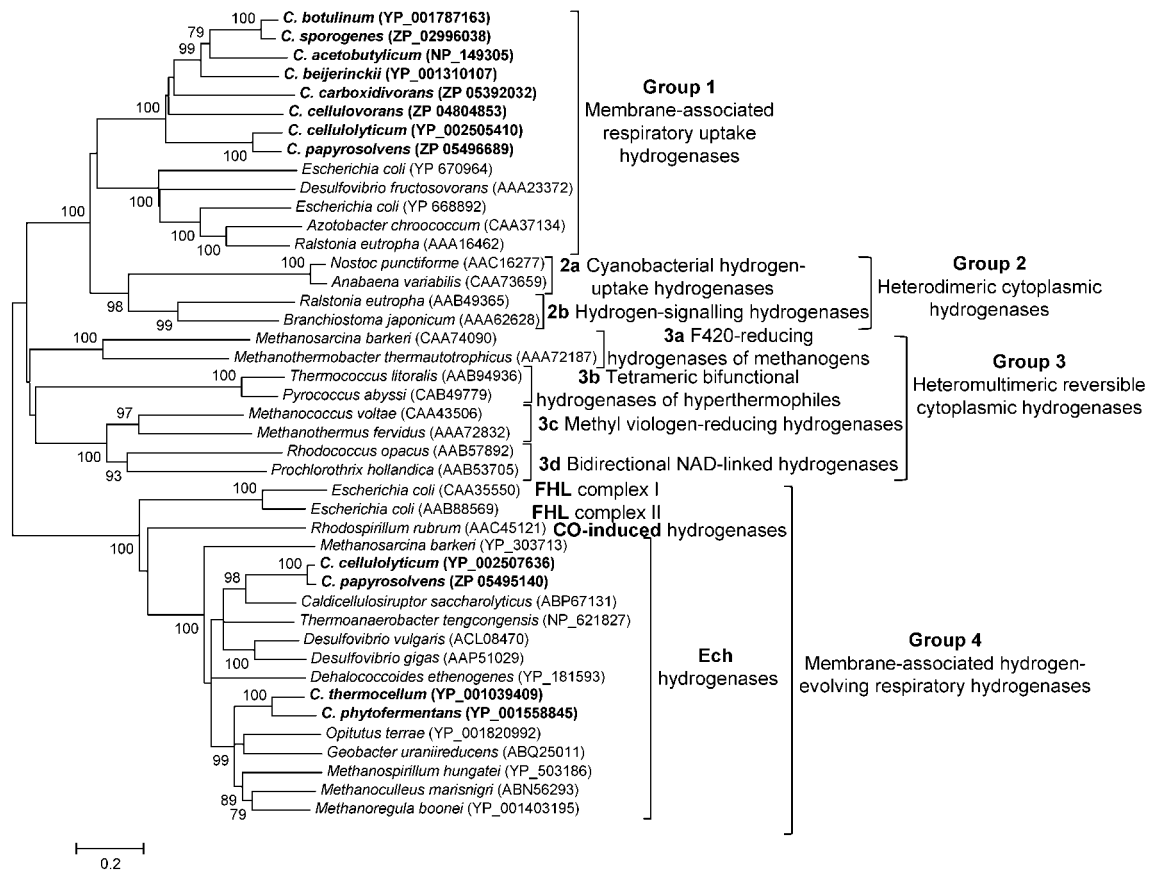 100
C. botulinum (YP_001787163)
79
C. sporogenes (ZP_02996038)
99
C. acetobutylicum (NP_149305)
C. beijerinckii (YP_001310107)
C. carboxidivorans (ZP 05392032)
100
C. cellulovorans (ZP 04804853)
C. cellulolyticum (YP_002505410)
100
C. papyrosolvens (ZP 05496689)
Group 1
Membrane-associated
respiratory uptake
hydrogenases
Escherichia coli (YP 670964)
Desulfovibrio fructosovorans (AAA23372)
100
Escherichia coli (YP 668892)
100
Azotobacter chroococcum (CAA37134)
100
Ralstonia eutropha (AAA16462)
100
100
Nostoc punctiforme (AAC16277)
Anabaena variabilis (CAA73659)
2a Cyanobacterial hydrogen-
uptake hydrogenases
98
Ralstonia eutropha (AAB49365)
99
Branchiostoma japonicum (AAA62628)
2b Hydrogen-signalling hydrogenases
Group 2
Heterodimeric cytoplasmic
hydrogenases
100
Methanosarcina barkeri (CAA74090)
Methanothermobacter thermautotrophicus (AAA72187)
3a F420-reducing
hydrogenases of methanogens
100
Thermococcus litoralis (AAB94936)
Pyrococcus abyssi (CAB49779)
3b Tetrameric bifunctional
hydrogenases of hyperthermophiles
97
Methanococcus voltae (CAA43506)
Methanothermus fervidus (AAA72832)
3c Methyl viologen-reducing hydrogenases
100
Rhodococcus opacus (AAB57892)
93
Prochlorothrix hollandica (AAB53705)
3d Bidirectional NAD-linked hydrogenases
Group 3
Heteromultimeric reversible
cytoplasmic hydrogenases
100
Escherichia coli (CAA35550)
FHL complex I
Escherichia coli (AAB88569)
FHL complex II
100
Rhodospirillum rubrum (AAC45121)
CO-induced hydrogenases
Methanosarcina barkeri (YP_303713)
100
C. cellulolyticum (YP_002507636)
98
C. papyrosolvens (ZP 05495140)
Caldicellulosiruptor saccharolyticus (ABP67131)
100
Thermoanaerobacter tengcongensis (NP_621827)
Desulfovibrio vulgaris (ACL08470)
100
Desulfovibrio gigas (AAP51029)
Dehalococcoides ethenogenes (YP_181593)
100
C. thermocellum (YP_001039409)
C. phytofermentans (YP_001558845)
Opitutus terrae (YP_001820992)
99
Geobacter uraniireducens (ABQ25011)
Methanospirillum hungatei (YP_503186)
89
Methanoculleus marisnigri (ABN56293)
79
Methanoregula boonei (YP_001403195)
Ech
hydrogenases
Group 4
Membrane-associated hydrogen-
evolving respiratory hydrogenases
0.2